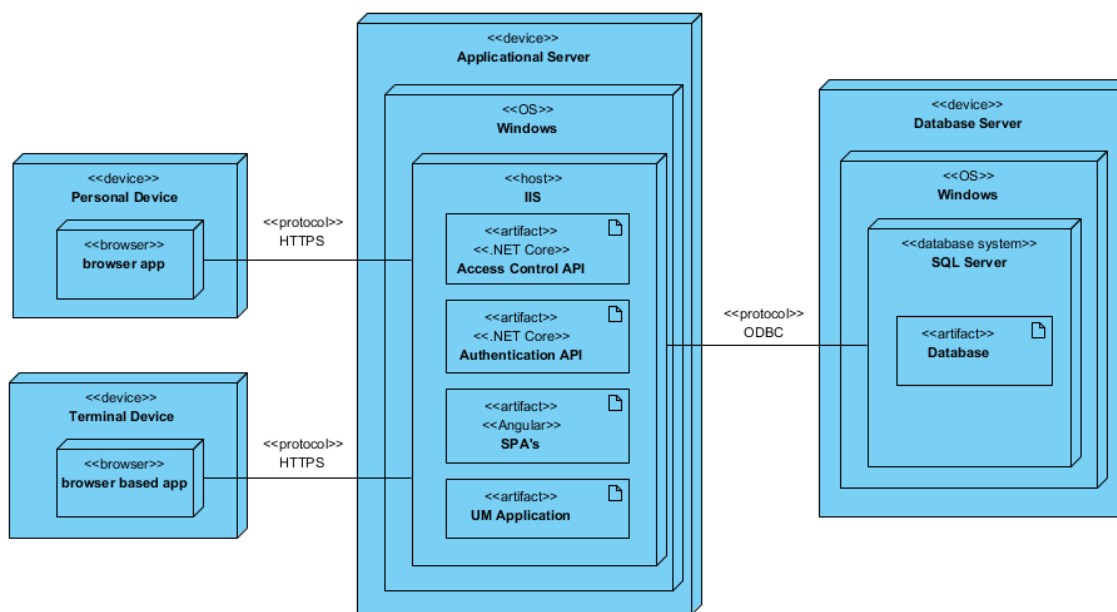 <<device>>
Personal Device
<<browser>>
browser app
<<device>>
Terminal Device
<<browser>>
browser based app
<<protocol>>
HTTPS
<<protocol>>
HTTPS
<<device>>
Applicational Server
<<OS>>
Windows
<<host>>
IIS
<<artifact>>
<<.NET Core>>
Access Control API
<<artifact>>
<<.NET Core>>
Authentication API
<<artifact>>
<<Angular>>
SPA's
<<artifact>>
UM Application
<<protocol>>
ODBC
<<device>>
Database Server
<<OS>>
Windows
<<database system>>
SQL Server
<<artifact>>
Database